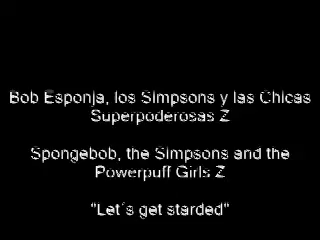 Bob Esponja, los Simpsons y las Chicas
Superpoderosas Z
Spongebob, the Simpsons and the
Powerpuff Girls Z
"Let´s get starded"